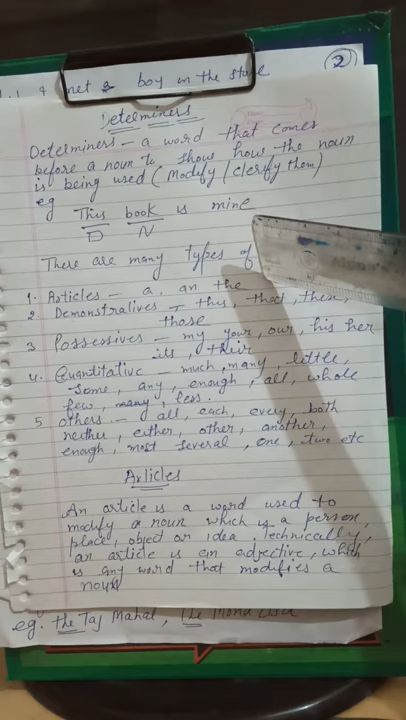 net a boy in the store
2
Determiners
Determiners – a word that comes
before a noun to show how the noun
is being used (Modify / clerify them)
eg This book is mine
D N
There are many types of
1. Articles – a, an the
2 Demonstratives – this, that, these,
those
3 Possessives – my your, our, his her
its, their
4. Quantitative – much, many, little,
some, any, enough, all, whole
few, many, less.
5 others – all, each, every, both
neither, either, other, another,
enough, most several, one, two etc
Articles
An article is a word used to
modify a noun which is a person,
place, object or idea. Technically,
an article is an adjective, which
is any word that modifies a
noun
eg: the Taj Mahal, The Mona Lisa